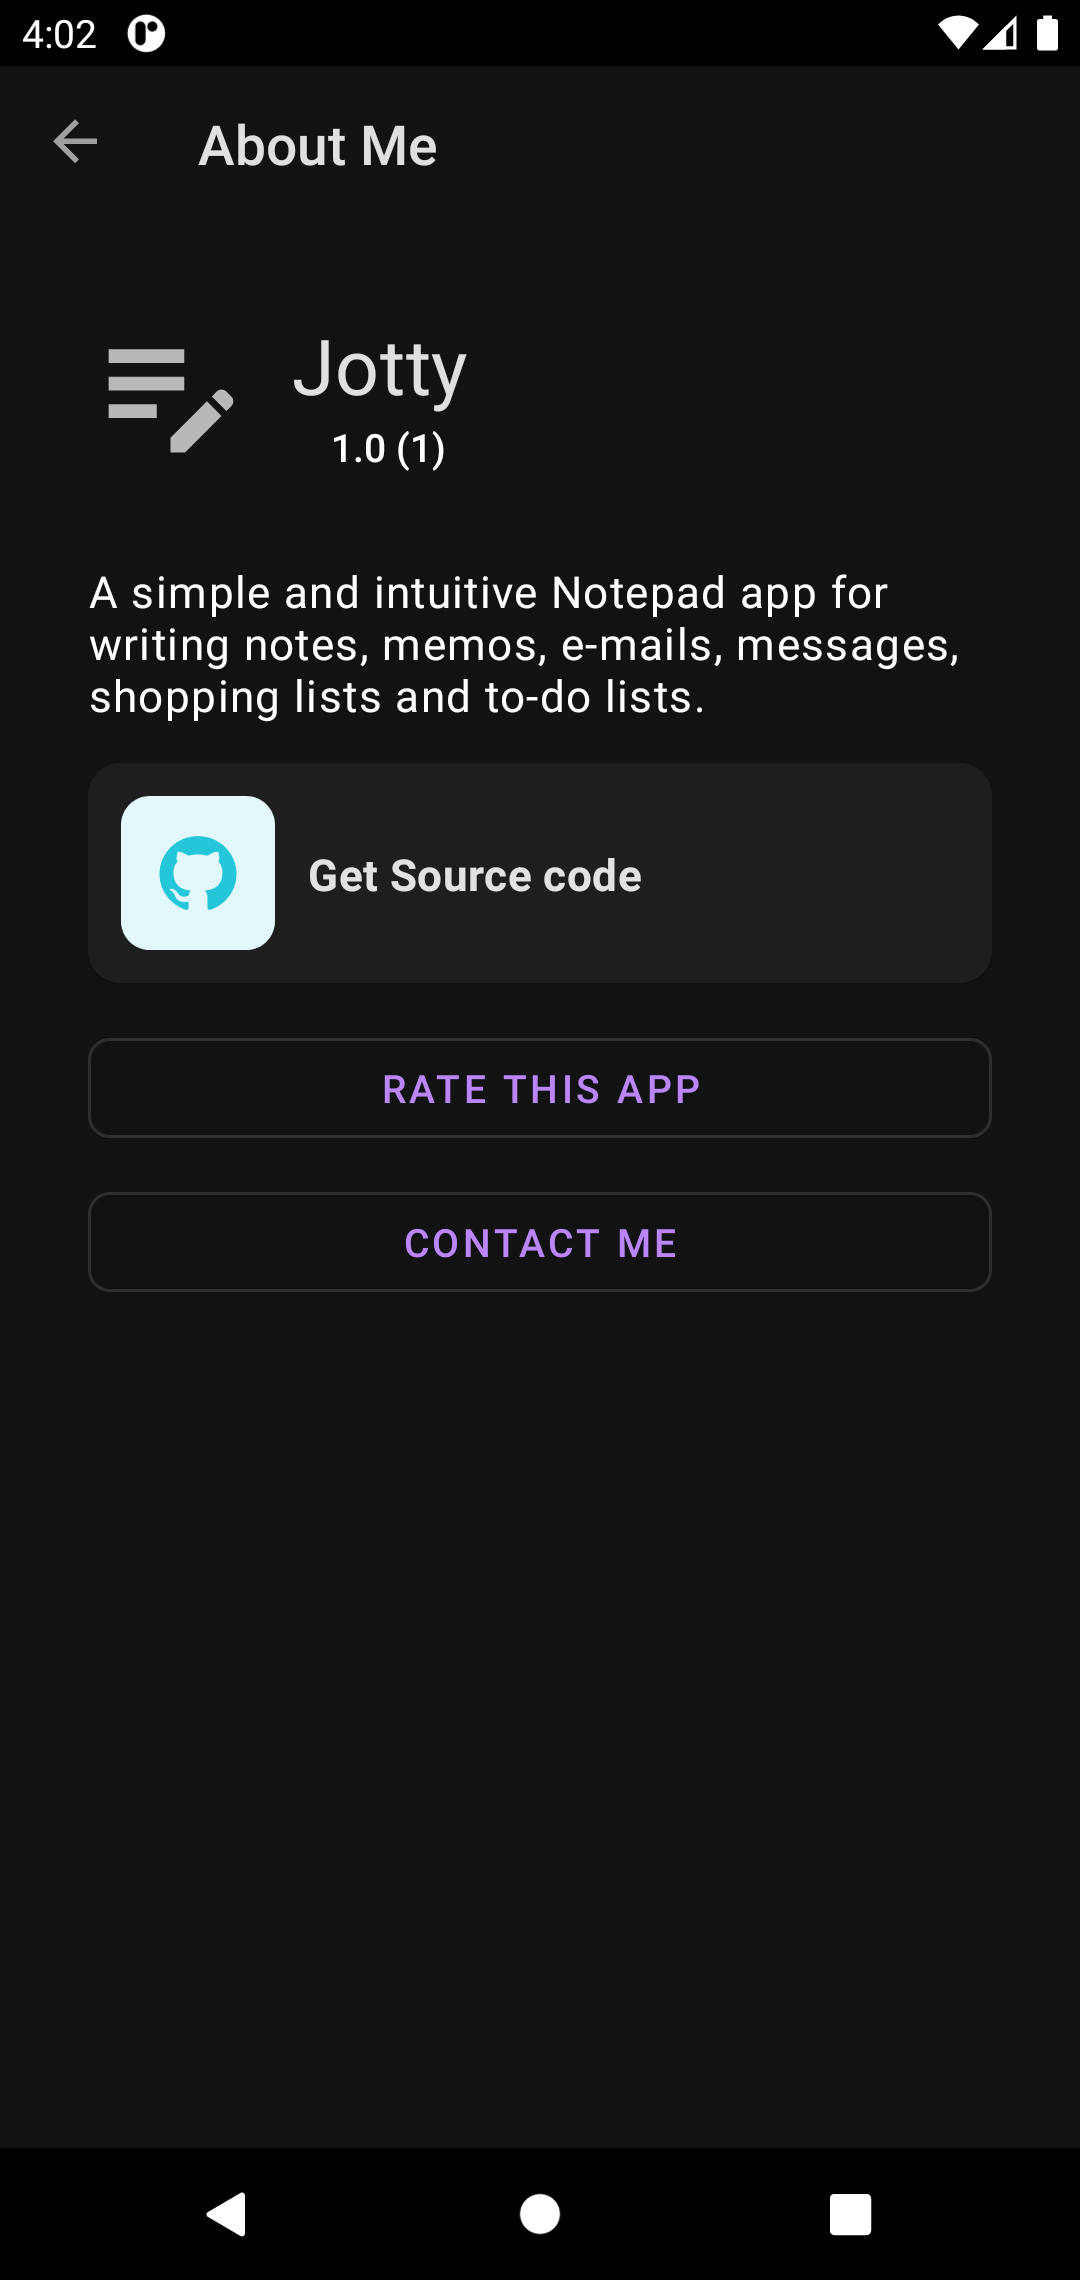 4:02
About Me
Jotty
1.0 (1)
A simple and intuitive Notepad app for
writing notes, memos, e-mails, messages,
shopping lists and to-do lists.
Get Source code
RATE THIS APP
CONTACT ME